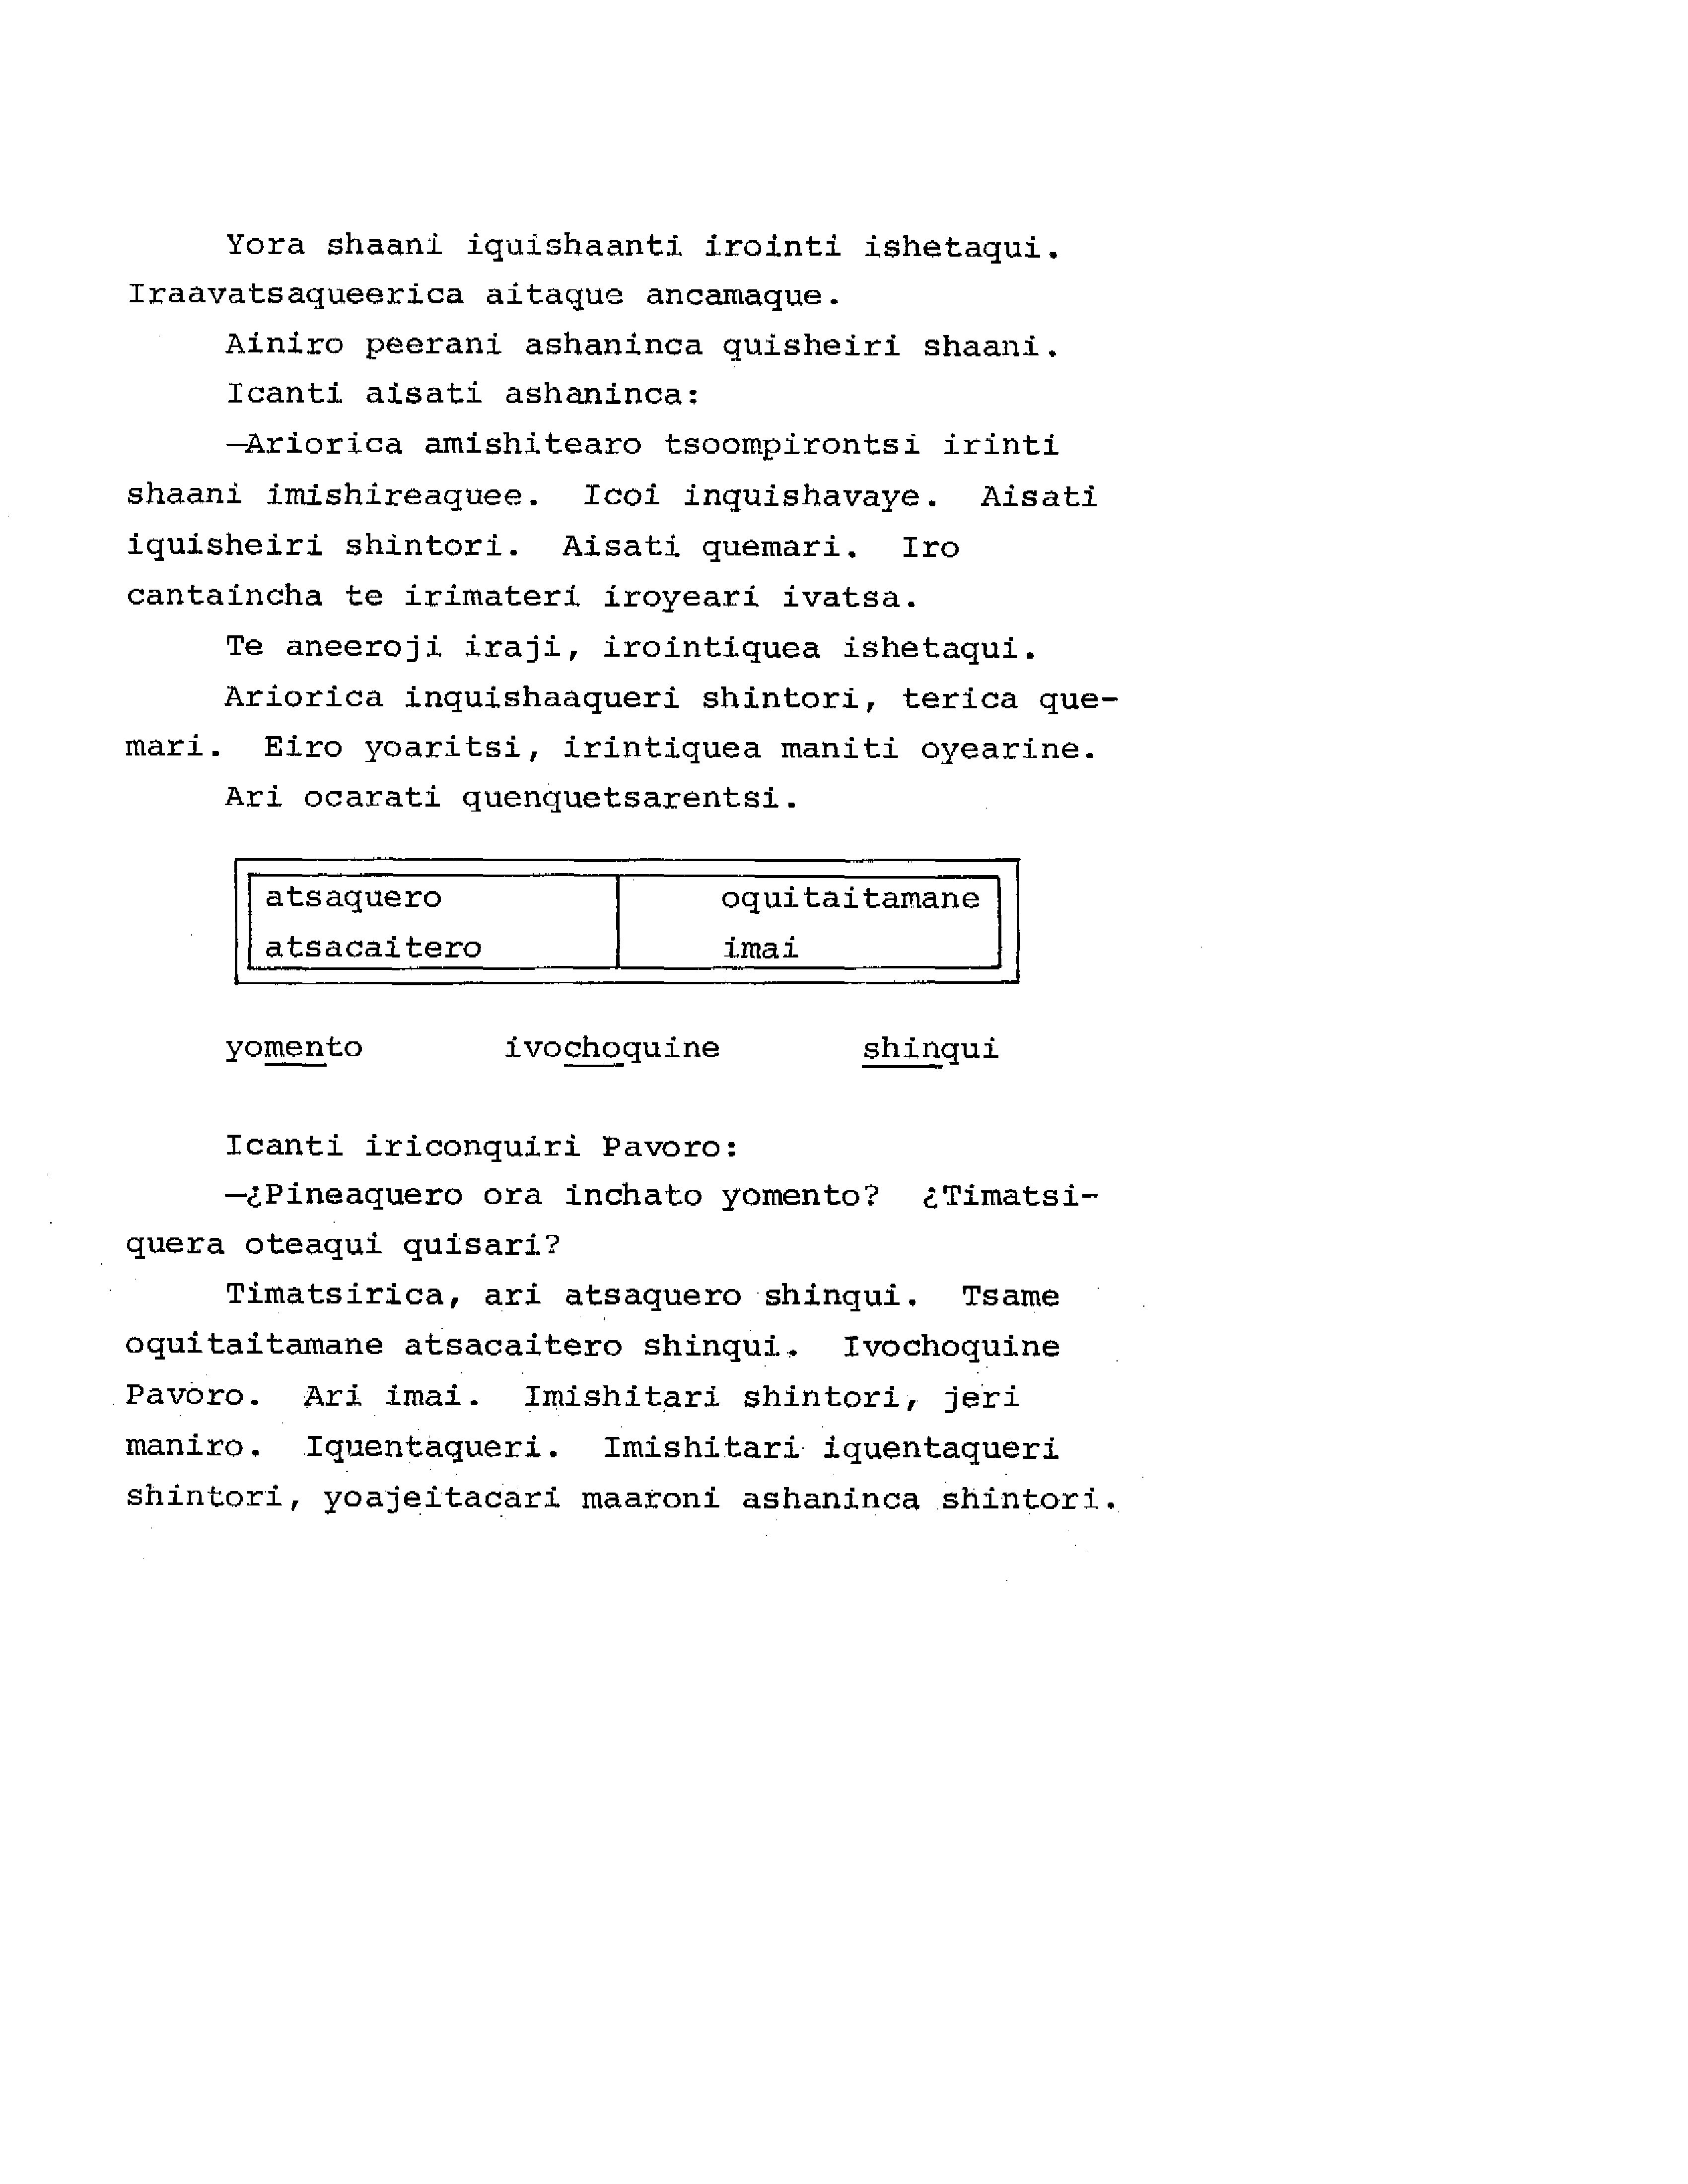 Yora shaani iquishaanti irointi ishetaqui.
Iraavatsaqueerica aitaque ancamaque.
Ainiro peerani ashaninca quisheiri shaani.
Icanti aisati ashaninca:
—Ariorica amishitearo tsoompirontsi irinti
shaani imishireaquee. Icoi inquishavaye. Aisati
iquisheiri shintori. Aisati quemari. Iro
cantaincha te irimateri iroyeari ivatsa.
Te aneeroji iraji, irointiquea ishetaqui.
Ariorica inquishaaqueri shintori, terica que-
mari. Eiro yoaritsi, irintiquea maniti oyearine.
Ari ocarati quenquetsarentsi.
atsaquero oquitaitamane
atsacaitero imai
yomento ivochoquine shinqui
Icanti iriconquiri Pavoro:
—¿Pineaquero ora inchato yomento? ¿Timatsi-
quera oteaqui quisari?
Timatsirica, ari atsaquero shinqui. Tsame
oquitaitamane atsacaitero shinqui. Ivochoquine
Pavoro. Ari imai. Imishitari shintori, jeri
maniro. Iquentaqueri. Imishitari iquentaqueri
shintori, yoajeitacari maaroni ashaninca shintori.